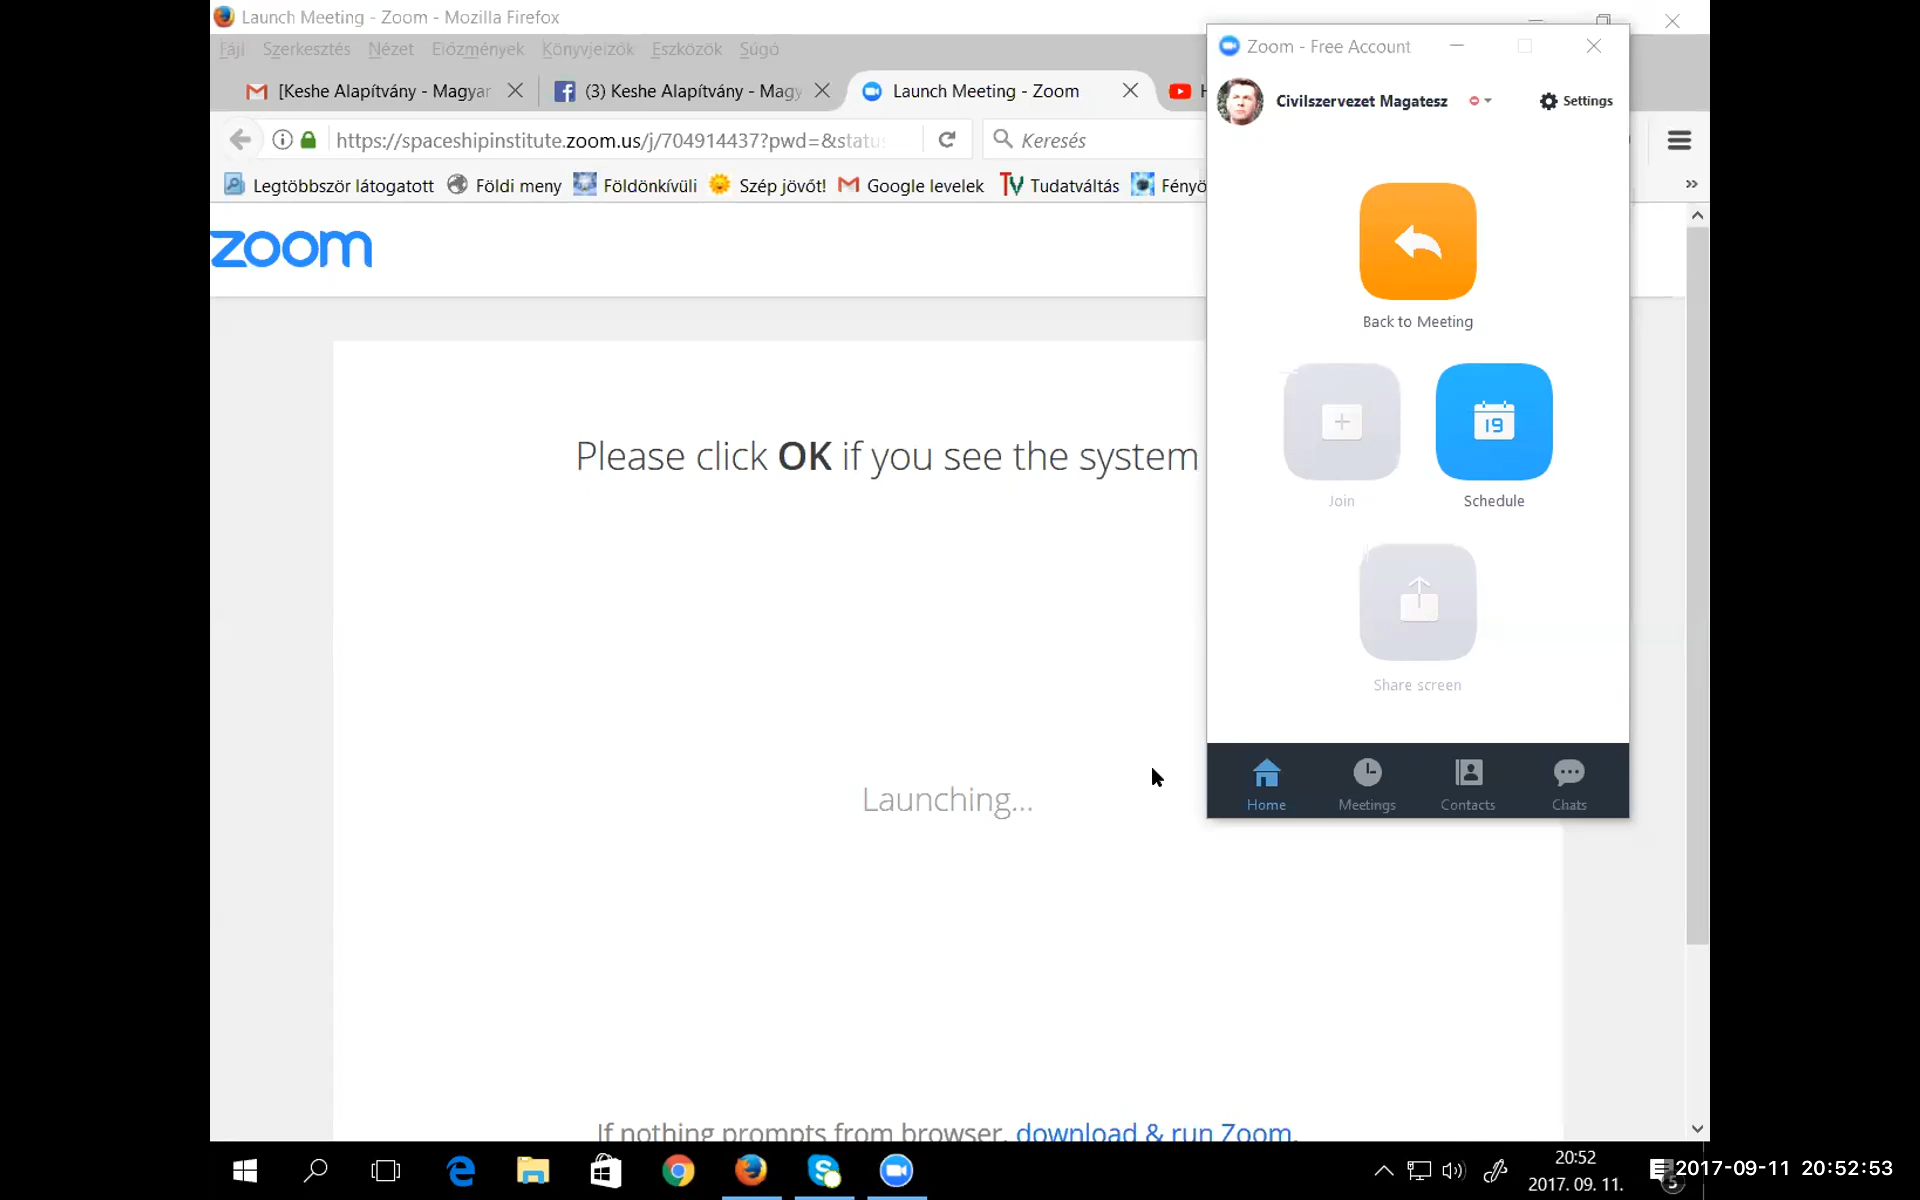 Launch Meeting - Zoom - Mozilla Firefox
Fájl Szerkesztés Nézet Előzmények Könyvjelzők Eszközök Súgó
[Keshe Alapítvány - Magyar
(3) Keshe Alapítvány - Magy
Launch Meeting - Zoom
https://spaceshipinstitute.zoom.us/j/704914437?pwd=&statu
Keresés
Legtöbbször látogatott Földi meny Földönkívüli Szép jövőt! Google levelek Tudatváltás Fényö
zoom
Please click OK if you see the system
Launching...
If nothing prompts from browser, download & run Zoom.
Zoom - Free Account
Civilszervezet Magatesz
Settings
Back to Meeting
19
Join
Schedule
Share screen
Home
Meetings
Contacts
Chats
20:52
2017. 09. 11.
5
2017-09-11 20:52:53